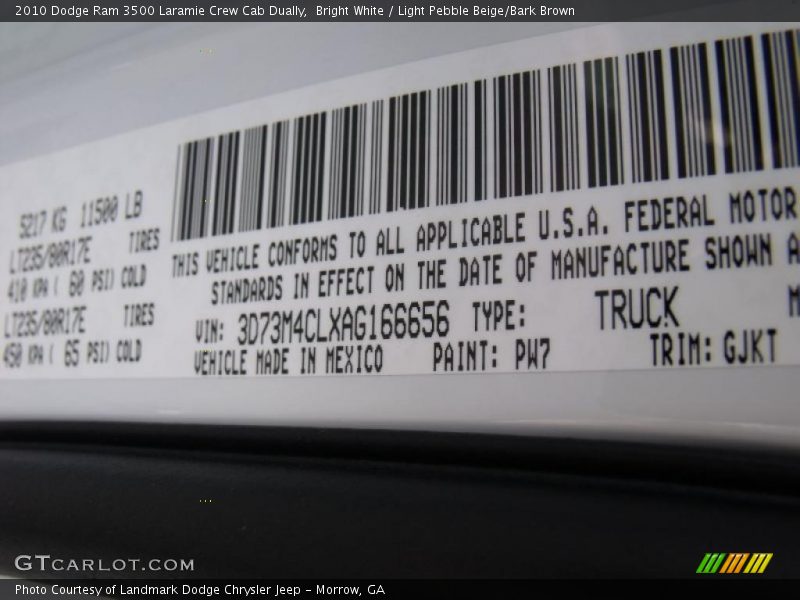 2010 Dodge Ram 3500 Laramie Crew Cab Dually,  Bright White / Light Pebble Beige/Bark Brown
5217 KG 11500 LB
LT235/80R17E TIRES
410 KPA ( 60 PSI) COLD
LT235/80R17E TIRES
450 KPA ( 65 PSI) COLD
THIS VEHICLE CONFORMS TO ALL APPLICABLE U.S.A. FEDERAL MOTOR
STANDARDS IN EFFECT ON THE DATE OF MANUFACTURE SHOWN A
VIN: 3D73M4CLXAG166656 TYPE: TRUCK
VEHICLE MADE IN MEXICO PAINT: PW7 TRIM: GJKT
GTCARLOT.COM
Photo Courtesy of Landmark Dodge Chrysler Jeep - Morrow, GA